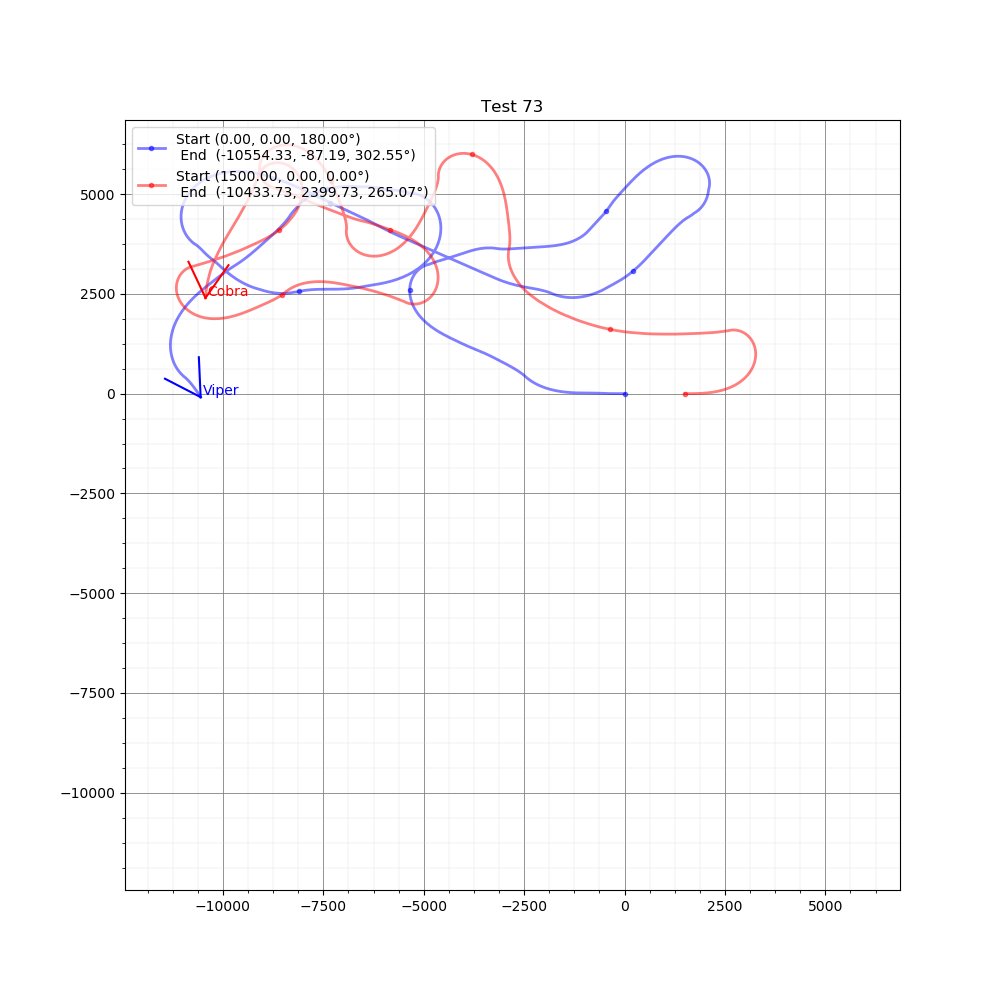 Test 73
Start (0.00, 0.00, 180.00°)
End  (-10554.33, -87.19, 302.55°)
Start (1500.00, 0.00, 0.00°)
End  (-10433.73, 2399.73, 265.07°)
5000
2500
0
−2500
−5000
−7500
−10000
Cobra
Viper
−10000
−7500
−5000
−2500
0
2500
5000